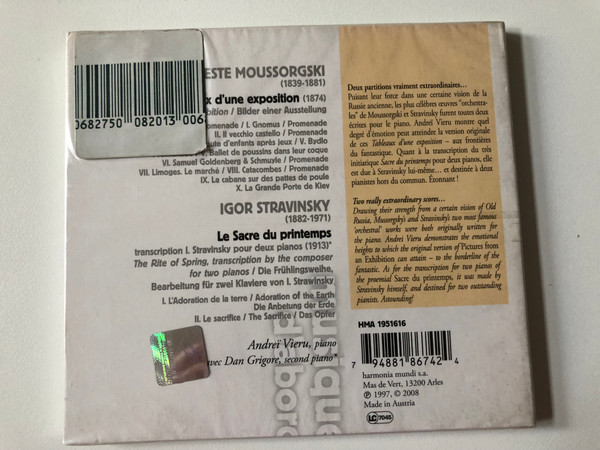 0682750 082013 006
ESTE MOUSSORGSKI
(1839-1881)
x d'une exposition (1874)
bition / Bilder einer Ausstellung
omenade / I. Gnomus / Promenade
II. Il vecchio castello / Promenade
ute d'enfants après jeux / V. Bydlo
Ballet de poussins dans leur coque
VI. Samuel Goldenberg & Schmuyle / Promenade
VII. Limoges. Le marché / VIII. Catacombes / Promenade
IX. Le cabane sur des pattes de poule
X. La Grande Porte de Kiev
IGOR STRAVINSKY
(1882-1971)
Le Sacre du printemps
transcription I. Stravinsky pour deux pianos (1913)*
The Rite of Spring, transcription by the composer
for two pianos / Die Frühlingsweihe,
Bearbeitung für zwei Klaviere von I. Strawinsky
I. L'Adoration de la terre / Adoration of the Earth
Die Anbetung der Erde
II. Le sacrifice / The Sacrifice / Das Opfer
Andreï Vieru, piano
avec Dan Grigore, second piano*
musique
d'abord
Deux partitions vraiment extraordinaires...
Puisant leur force dans une certaine vision de la
Russie ancienne, les plus célèbres œuvres "orchestra-
les" de Moussorgski et Stravinsky furent toutes deux
écrites pour le piano. Andreï Vieru montre quel
degré d'émotion peut atteindre la version originale
de ces Tableaux d'une exposition – aux frontières
du fantastique. Quant à la transcription du très
initiatique Sacre du printemps pour deux pianos, elle
est due à Stravinsky lui-même... et destinée à deux
pianistes hors du commun. Étonnant !
Two really extraordinary scores...
Drawing their strength from a certain vision of Old
Russia, Mussorgsky's and Stravinsky's two most famous
'orchestral' works were both originally written for
the piano. Andreï Vieru demonstrates the emotional
heights to which the original version of Pictures from
an Exhibition can attain – to the borderline of the
fantastic. As for the transcription for two pianos of
the proemial Sacre du printemps, it was made by
Stravinsky himself, and destined for two outstanding
pianists. Astounding!
HMA 1951616
7 94881 86742 4
harmonia mundi s.a.
Mas de Vert, 13200 Arles
℗ 1997, © 2008
Made in Austria
LC 7045